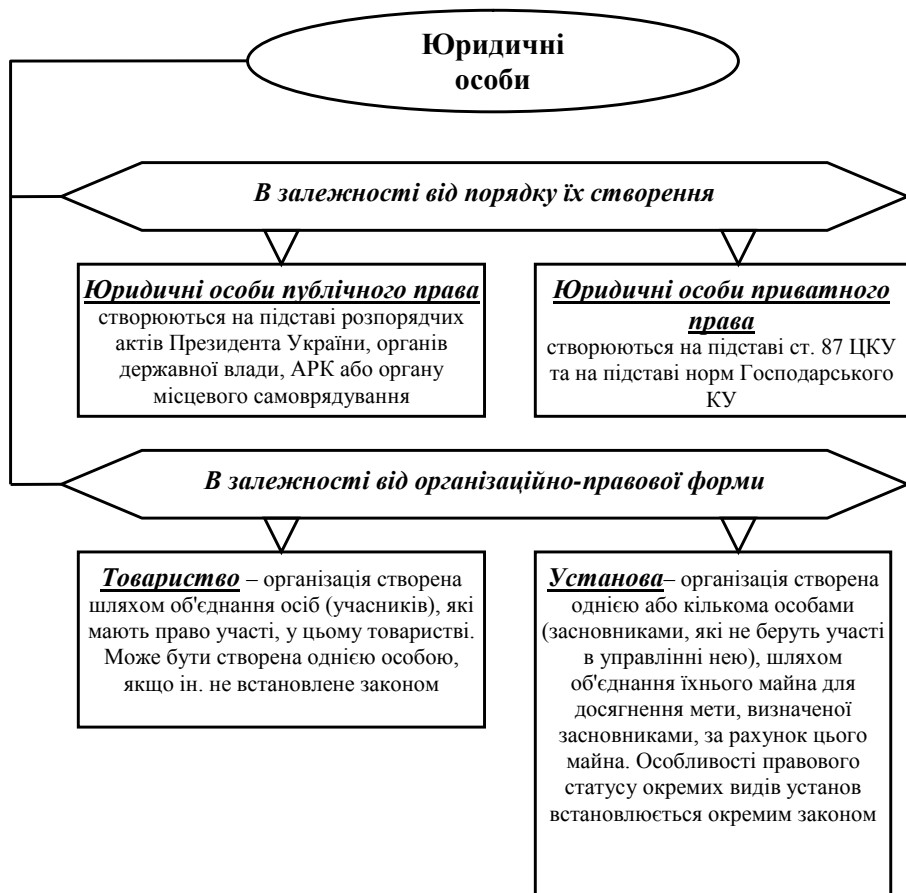 Юридичні
особи
В залежності від порядку їх створення
Юридичні особи публічного права
створюються на підставі розпорядчих
актів Президента України, органів
державної влади, АРК або органу
місцевого самоврядування
Юридичні особи приватного
права
створюються на підставі ст. 87 ЦКУ
та на підставі норм Господарського
КУ
В залежності від організаційно-правової форми
Товариство – організація створена
шляхом об'єднання осіб (учасників), які
мають право участі, у цьому товаристві.
Може бути створена однією особою,
якщо ін. не встановлене законом
Установа– організація створена
однією або кількома особами
(засновниками, які не беруть участі
в управлінні нею), шляхом
об'єднання їхнього майна для
досягнення мети, визначеної
засновниками, за рахунок цього
майна. Особливості правового
статусу окремих видів установ
встановлюється окремим законом